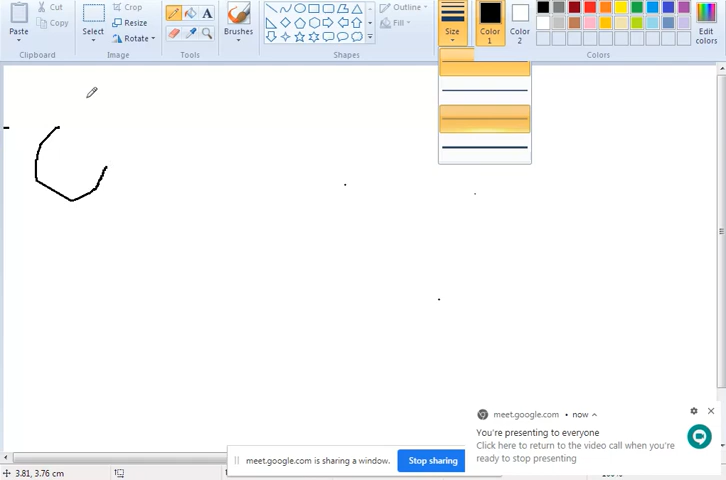 Cut
Copy
Paste
Clipboard
Crop
Resize
Rotate
Select
Image
A
Tools
Brushes
Outline
Fill
Shapes
Size
Color 1
Color 2
Edit colors
Colors
meet.google.com • now
You're presenting to everyone
Click here to return to the video call when you're
ready to stop presenting
meet.google.com is sharing a window.
Stop sharing
3.81, 3.76 cm